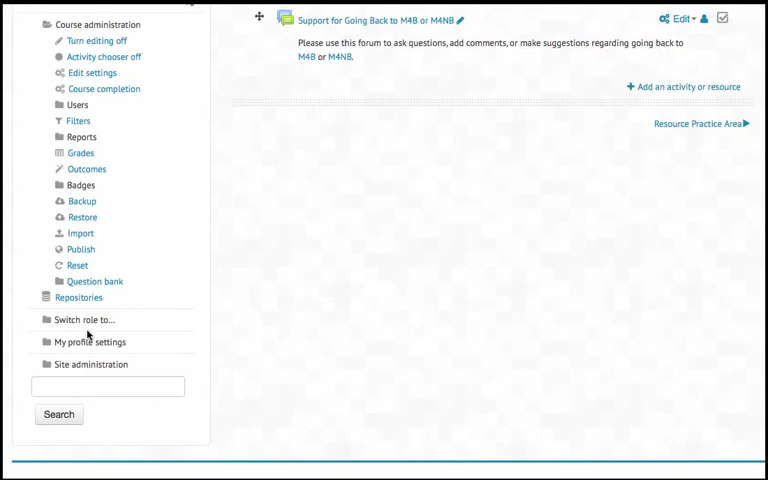 Course administration
Turn editing off
Activity chooser off
Edit settings
Course completion
Users
Filters
Reports
Grades
Outcomes
Badges
Backup
Restore
Import
Publish
Reset
Question bank
Repositories
Switch role to...
My profile settings
Site administration
Search
Support for Going Back to M4B or M4NB
Edit
Please use this forum to ask questions, add comments, or make suggestions regarding going back to
M4B or M4NB.
Add an activity or resource
Resource Practice Area